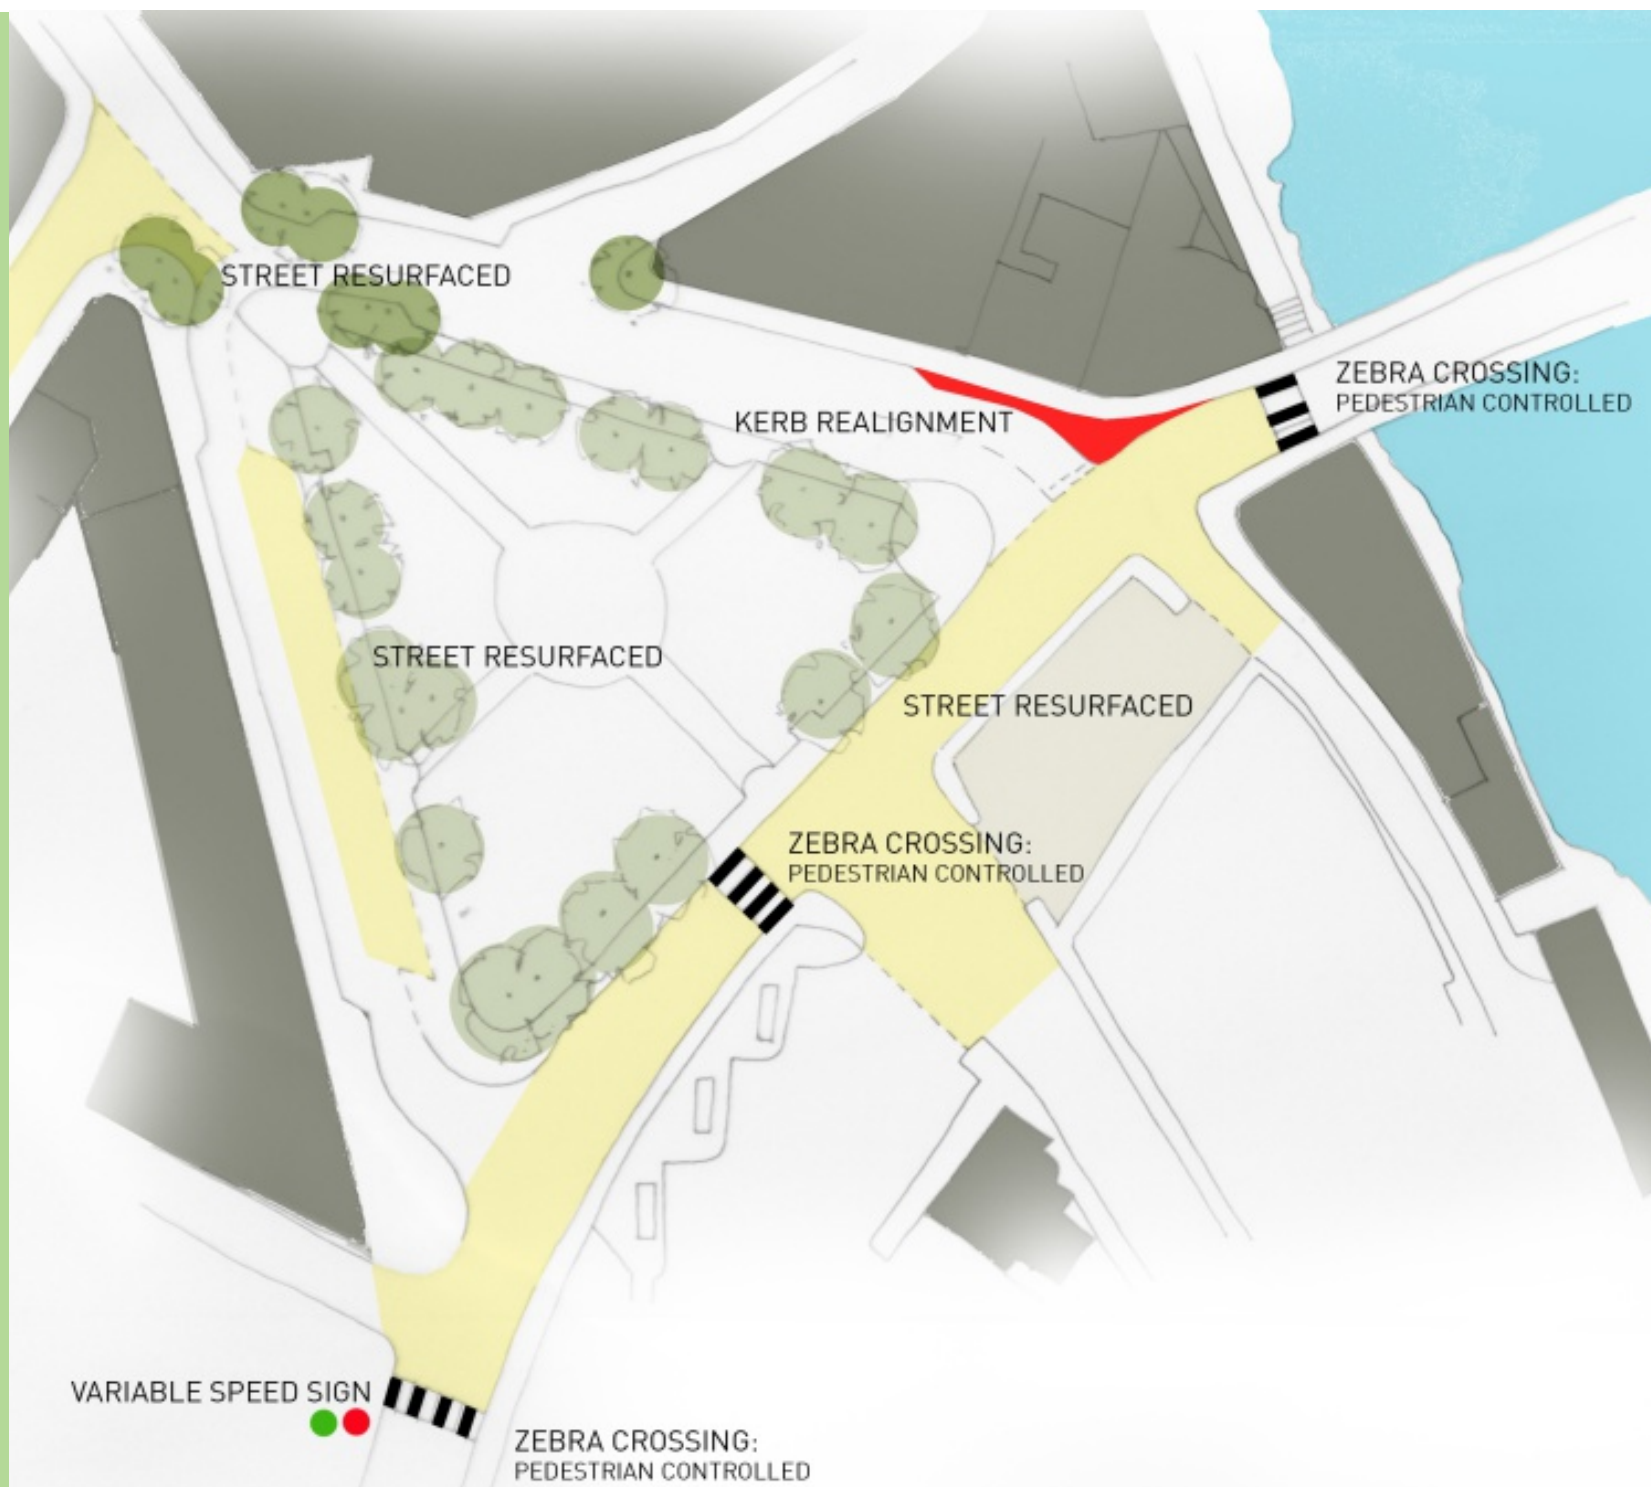 STREET RESURFACED
ZEBRA CROSSING:
PEDESTRIAN CONTROLLED
KERB REALIGNMENT
STREET RESURFACED
STREET RESURFACED
ZEBRA CROSSING:
PEDESTRIAN CONTROLLED
VARIABLE SPEED SIGN
ZEBRA CROSSING:
PEDESTRIAN CONTROLLED